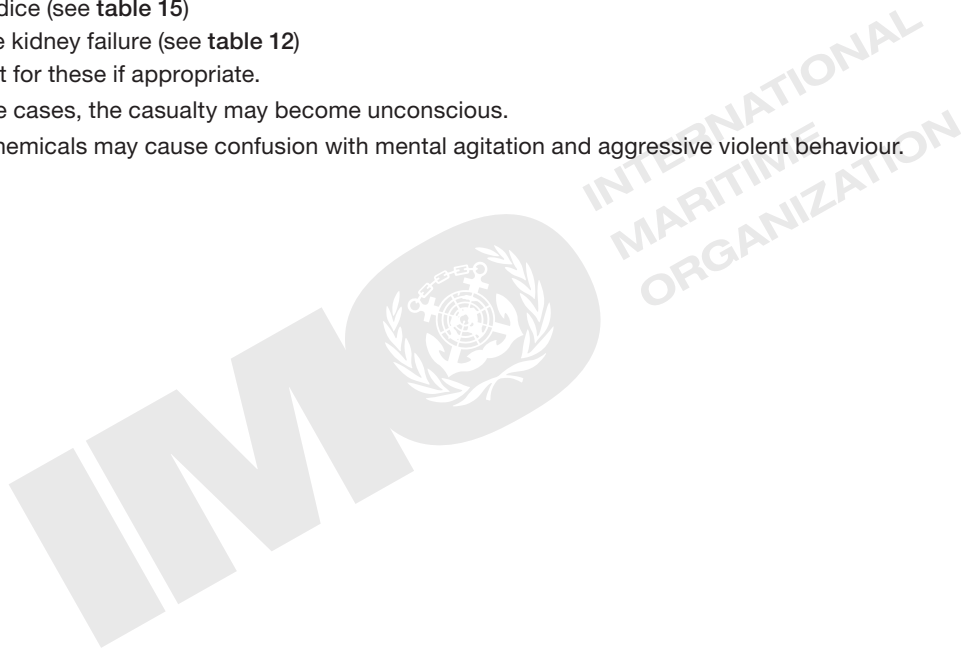 dice (see table 15)
e kidney failure (see table 12)
t for these if appropriate.
e cases, the casualty may become unconscious.
hemicals may cause confusion with mental agitation and aggressive violent behaviour.
INTERNATIONAL
MARITIME
ORGANIZATION
IMO